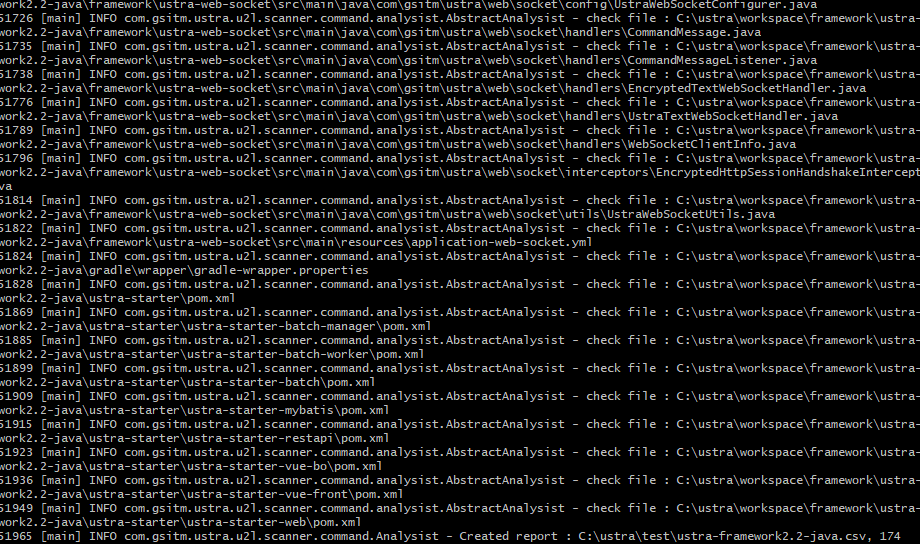 work2.2-java\framework\ustra-web-socket\src\main\java\com\gsitm\ustra\web\socket\config\UstraWebSocketConfigurer.java
51726 [main] INFO com.gsitm.ustra.u2l.scanner.command.analysist.AbstractAnalysist - check file : C:\ustra\workspace\framework\ustra-
work2.2-java\framework\ustra-web-socket\src\main\java\com\gsitm\ustra\web\socket\handlers\CommandMessage.java
51735 [main] INFO com.gsitm.ustra.u2l.scanner.command.analysist.AbstractAnalysist - check file : C:\ustra\workspace\framework\ustra-
work2.2-java\framework\ustra-web-socket\src\main\java\com\gsitm\ustra\web\socket\handlers\CommandMessageListener.java
51738 [main] INFO com.gsitm.ustra.u2l.scanner.command.analysist.AbstractAnalysist - check file : C:\ustra\workspace\framework\ustra-
work2.2-java\framework\ustra-web-socket\src\main\java\com\gsitm\ustra\web\socket\handlers\EncryptedTextWebSocketHandler.java
51776 [main] INFO com.gsitm.ustra.u2l.scanner.command.analysist.AbstractAnalysist - check file : C:\ustra\workspace\framework\ustra-
work2.2-java\framework\ustra-web-socket\src\main\java\com\gsitm\ustra\web\socket\handlers\UstraTextWebSocketHandler.java
51789 [main] INFO com.gsitm.ustra.u2l.scanner.command.analysist.AbstractAnalysist - check file : C:\ustra\workspace\framework\ustra-
work2.2-java\framework\ustra-web-socket\src\main\java\com\gsitm\ustra\web\socket\handlers\WebSocketClientInfo.java
51796 [main] INFO com.gsitm.ustra.u2l.scanner.command.analysist.AbstractAnalysist - check file : C:\ustra\workspace\framework\ustra-
work2.2-java\framework\ustra-web-socket\src\main\java\com\gsitm\ustra\web\socket\interceptors\EncryptedHttpSessionHandshakeIntercept
va
51814 [main] INFO com.gsitm.ustra.u2l.scanner.command.analysist.AbstractAnalysist - check file : C:\ustra\workspace\framework\ustra-
work2.2-java\framework\ustra-web-socket\src\main\java\com\gsitm\ustra\web\socket\utils\UstraWebSocketUtils.java
51822 [main] INFO com.gsitm.ustra.u2l.scanner.command.analysist.AbstractAnalysist - check file : C:\ustra\workspace\framework\ustra-
work2.2-java\framework\ustra-web-socket\src\main\resources\application-web-socket.yml
51824 [main] INFO com.gsitm.ustra.u2l.scanner.command.analysist.AbstractAnalysist - check file : C:\ustra\workspace\framework\ustra-
work2.2-java\gradle\wrapper\gradle-wrapper.properties
51828 [main] INFO com.gsitm.ustra.u2l.scanner.command.analysist.AbstractAnalysist - check file : C:\ustra\workspace\framework\ustra-
work2.2-java\ustra-starter\pom.xml
51869 [main] INFO com.gsitm.ustra.u2l.scanner.command.analysist.AbstractAnalysist - check file : C:\ustra\workspace\framework\ustra-
work2.2-java\ustra-starter\ustra-starter-batch-manager\pom.xml
51885 [main] INFO com.gsitm.ustra.u2l.scanner.command.analysist.AbstractAnalysist - check file : C:\ustra\workspace\framework\ustra-
work2.2-java\ustra-starter\ustra-starter-batch-worker\pom.xml
51899 [main] INFO com.gsitm.ustra.u2l.scanner.command.analysist.AbstractAnalysist - check file : C:\ustra\workspace\framework\ustra-
work2.2-java\ustra-starter\ustra-starter-batch\pom.xml
51909 [main] INFO com.gsitm.ustra.u2l.scanner.command.analysist.AbstractAnalysist - check file : C:\ustra\workspace\framework\ustra-
work2.2-java\ustra-starter\ustra-starter-mybatis\pom.xml
51915 [main] INFO com.gsitm.ustra.u2l.scanner.command.analysist.AbstractAnalysist - check file : C:\ustra\workspace\framework\ustra-
work2.2-java\ustra-starter\ustra-starter-restapi\pom.xml
51923 [main] INFO com.gsitm.ustra.u2l.scanner.command.analysist.AbstractAnalysist - check file : C:\ustra\workspace\framework\ustra-
work2.2-java\ustra-starter\ustra-starter-vue-bo\pom.xml
51936 [main] INFO com.gsitm.ustra.u2l.scanner.command.analysist.AbstractAnalysist - check file : C:\ustra\workspace\framework\ustra-
work2.2-java\ustra-starter\ustra-starter-vue-front\pom.xml
51949 [main] INFO com.gsitm.ustra.u2l.scanner.command.analysist.AbstractAnalysist - check file : C:\ustra\workspace\framework\ustra-
work2.2-java\ustra-starter\ustra-starter-web\pom.xml
51965 [main] INFO com.gsitm.ustra.u2l.scanner.command.Analysist - Created report : C:\ustra\test\ustra-framework2.2-java.csv, 174